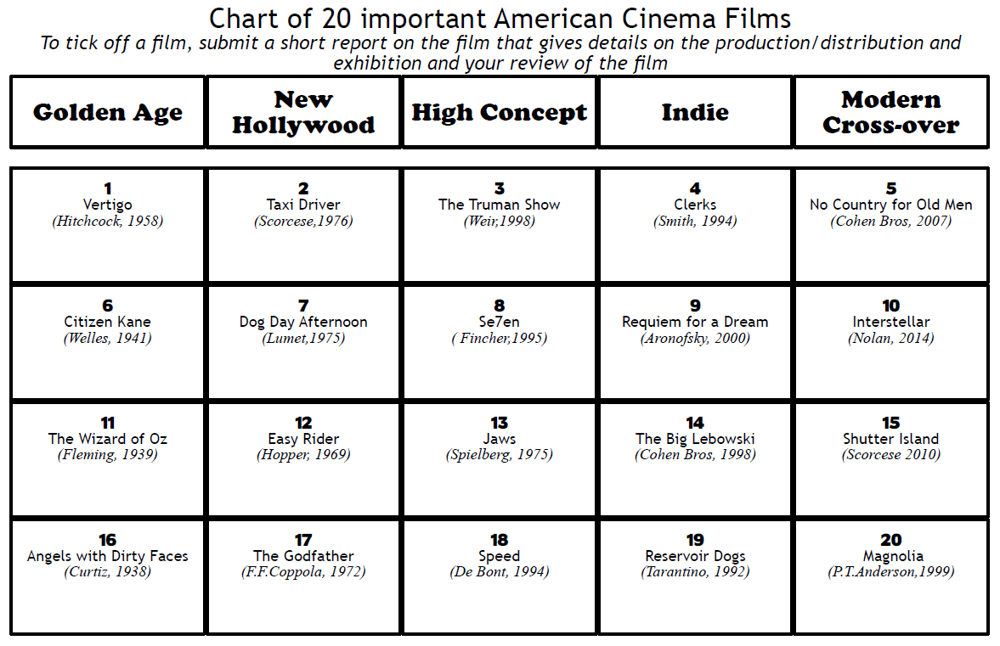 Chart of 20 important American Cinema Films
To tick off a film, submit a short report on the film that gives details on the production/distribution and
exhibition and your review of the film
Golden Age
New
Hollywood
High Concept
Indie
Modern
Cross-over
1
Vertigo
(Hitchcock, 1958)
2
Taxi Driver
(Scorcese,1976)
3
The Truman Show
(Weir,1998)
4
Clerks
(Smith, 1994)
5
No Country for Old Men
(Cohen Bros, 2007)
6
Citizen Kane
(Welles, 1941)
7
Dog Day Afternoon
(Lumet,1975)
8
Se7en
( Fincher,1995)
9
Requiem for a Dream
(Aronofsky, 2000)
10
Interstellar
(Nolan, 2014)
11
The Wizard of Oz
(Fleming, 1939)
12
Easy Rider
(Hopper, 1969)
13
Jaws
(Spielberg, 1975)
14
The Big Lebowski
(Cohen Bros, 1998)
15
Shutter Island
(Scorcese 2010)
16
Angels with Dirty Faces
(Curtiz, 1938)
17
The Godfather
(F.F.Coppola, 1972)
18
Speed
(De Bont, 1994)
19
Reservoir Dogs
(Tarantino, 1992)
20
Magnolia
(P.T.Anderson,1999)